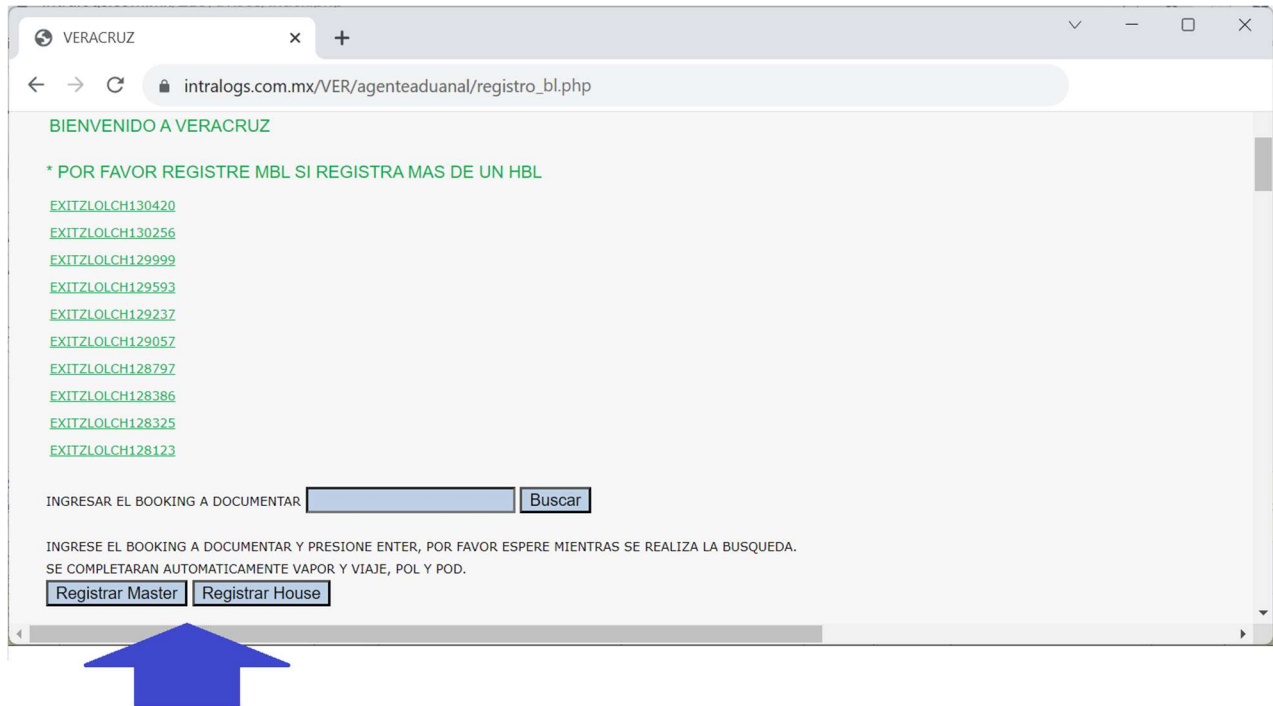 VERACRUZ
intralogs.com.mx/VER/agenteaduanal/registro_bl.php
BIENVENIDO A VERACRUZ
* POR FAVOR REGISTRE MBL SI REGISTRA MAS DE UN HBL
EXITZLOLCH130420
EXITZLOLCH130256
EXITZLOLCH129999
EXITZLOLCH129593
EXITZLOLCH129237
EXITZLOLCH129057
EXITZLOLCH128797
EXITZLOLCH128386
EXITZLOLCH128325
EXITZLOLCH128123
INGRESAR EL BOOKING A DOCUMENTAR Buscar
INGRESE EL BOOKING A DOCUMENTAR Y PRESIONE ENTER, POR FAVOR ESPERE MIENTRAS SE REALIZA LA BUSQUEDA.
SE COMPLETARAN AUTOMATICAMENTE VAPOR Y VIAJE, POL Y POD.
Registrar Master Registrar House